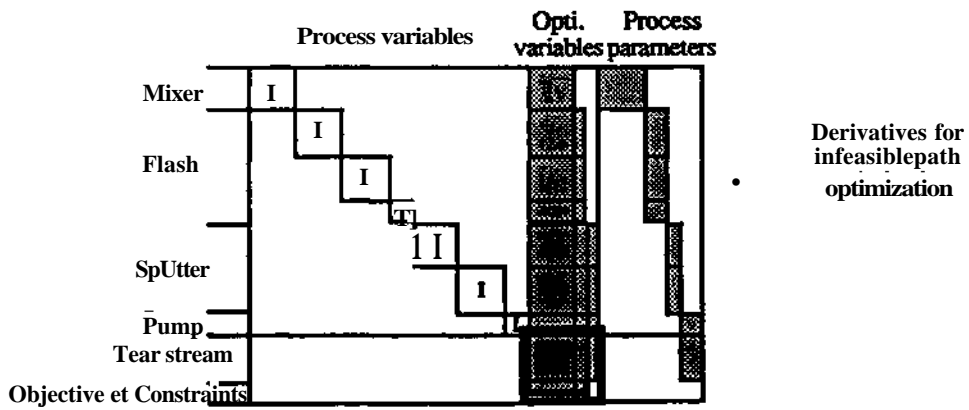 Opti.
Process variables variables Process
parameters
Mixer
I
I
Flash
I
T
1 I
SpUtter
I
Pump
Tear stream
Objective et Constraints
Derivatives for
infeasiblepath
optimization